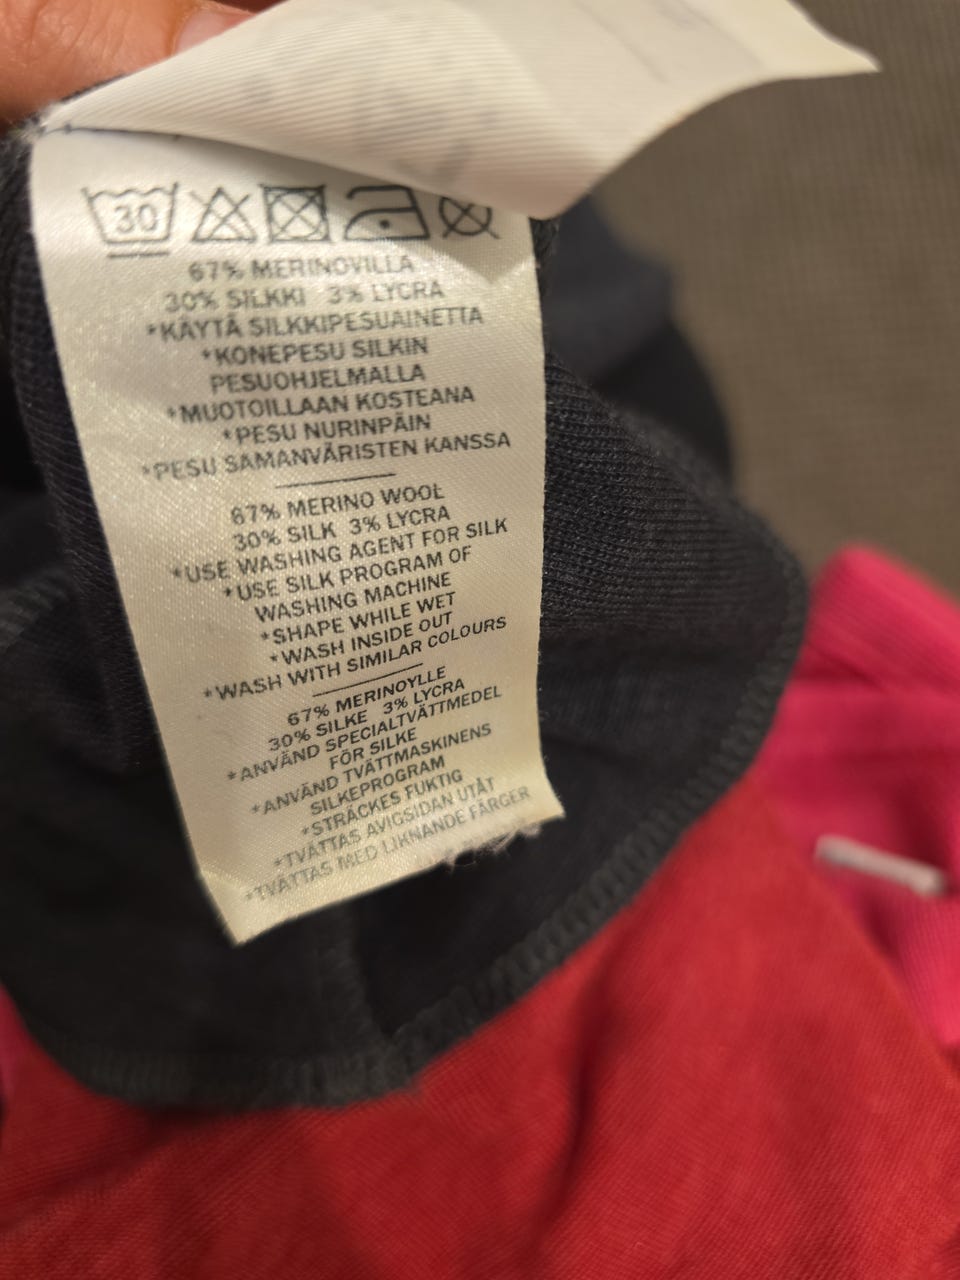 30
67% MERINOVILLA
30% SILKKI 3% LYCRA
*KÄYTÄ SILKKIPESUAINETTA
*KONEPESU SILKIN
PESUOHJELMALLA
*MUOTOILLAAN KOSTEANA
*PESU NURINPÄIN
*PESU SAMANVÄRISTEN KANSSA
67% MERINO WOOL
30% SILK 3% LYCRA
*USE WASHING AGENT FOR SILK
*USE SILK PROGRAM OF
WASHING MACHINE
*SHAPE WHILE WET
*WASH INSIDE OUT
*WASH WITH SIMILAR COLOURS
67% MERINOYLLE
30% SILKE 3% LYCRA
*ANVÄND SPECIALTVÄTTMEDEL
FÖR SILKE
*ANVÄND TVÄTTMASKINENS
SILKEPROGRAM
*STRÄCKES FUKTIG
*TVÄTTAS AVIGSIDAN UTÅT
*TVÄTTAS MED LIKNANDE FÄRGER